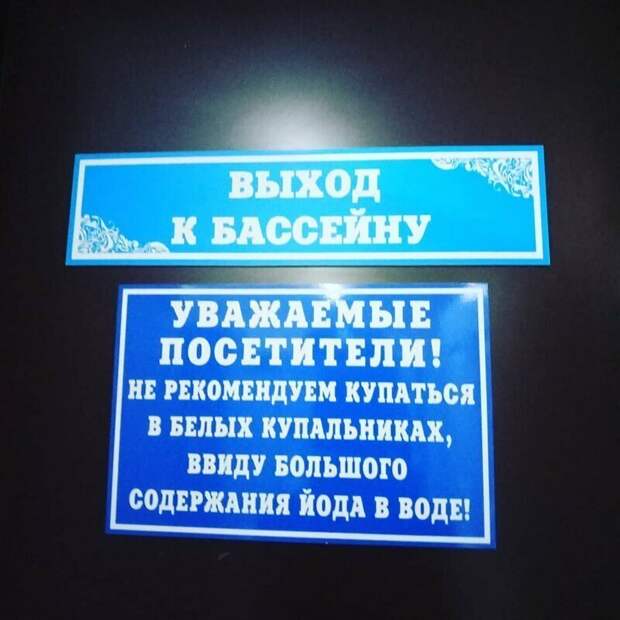 ВЫХОД
К БАССЕЙНУ
УВАЖАЕМЫЕ
ПОСЕТИТЕЛИ!
НЕ РЕКОМЕНДУЕМ КУПАТЬСЯ
В БЕЛЫХ КУПАЛЬНИКАХ,
ВВИДУ БОЛЬШОГО
СОДЕРЖАНИЯ ЙОДА В ВОДЕ!